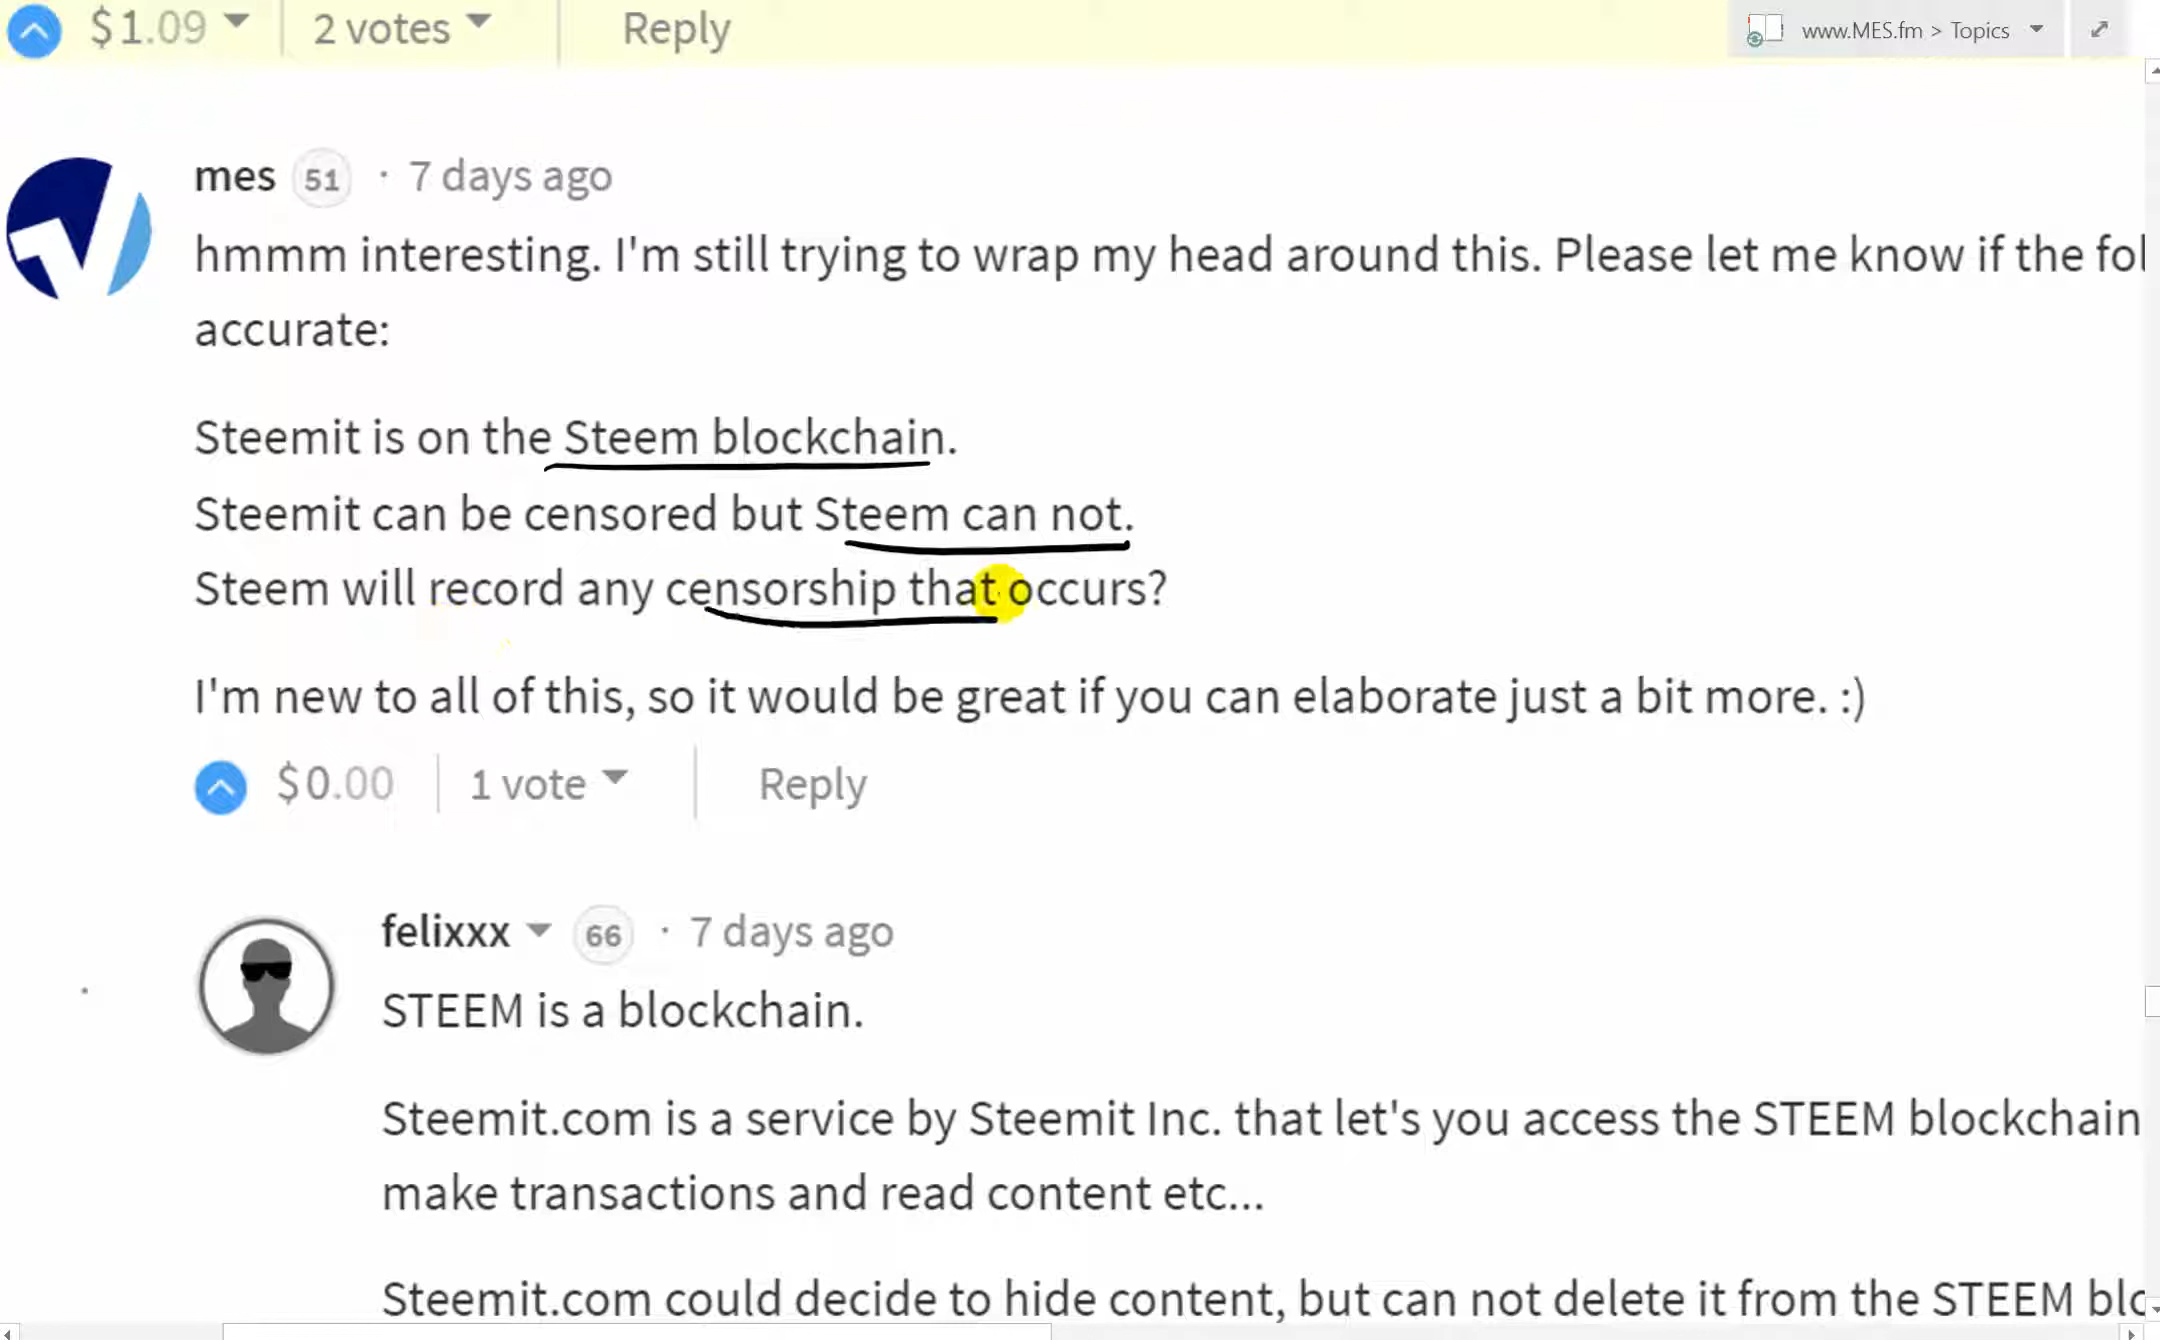 $1.09 2 votes Reply
www.MES.fm > Topics
mes 51 · 7 days ago
hmmm interesting. I'm still trying to wrap my head around this. Please let me know if the fol
accurate:
Steemit is on the Steem blockchain.
Steemit can be censored but Steem can not.
Steem will record any censorship that occurs?
I'm new to all of this, so it would be great if you can elaborate just a bit more. :)
$0.00 1 vote Reply
felixxx 66 · 7 days ago
STEEM is a blockchain.
Steemit.com is a service by Steemit Inc. that let's you access the STEEM blockchain
make transactions and read content etc...
Steemit.com could decide to hide content, but can not delete it from the STEEM blo